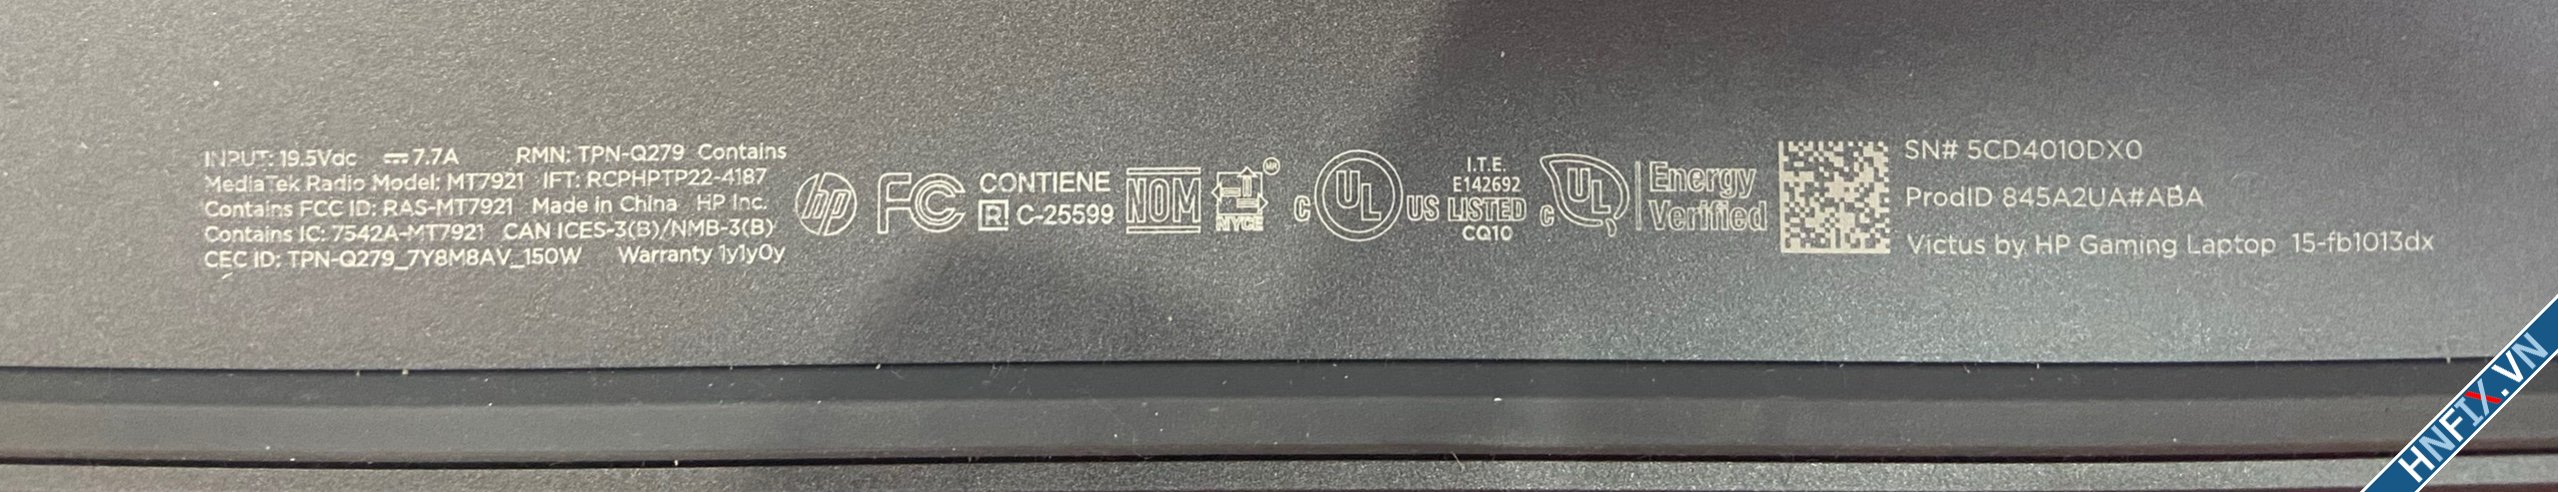 INPUT: 19.5Vdc ⎓ 7.7A RMN: TPN-Q279 Contains
MediaTek Radio Model: MT7921 IFT: RCPHPTP22-4187
Contains FCC ID: RAS-MT7921 Made in China HP Inc.
Contains IC: 7542A-MT7921 CAN ICES-3(B)/NMB-3(B)
CEC ID: TPN-Q279_7Y8M8AV_150W Warranty 1y1y0y
hp
FC
CONTIENE
R C-25599
NOM
MR
NYCE
C UL US
I.T.E.
E142692
LISTED
CQ10
C UL
Energy
Verified
SN# 5CD4010DX0
ProdID 845A2UA#ABA
Victus by HP Gaming Laptop 15-fb1013dx
HNFIX.VN